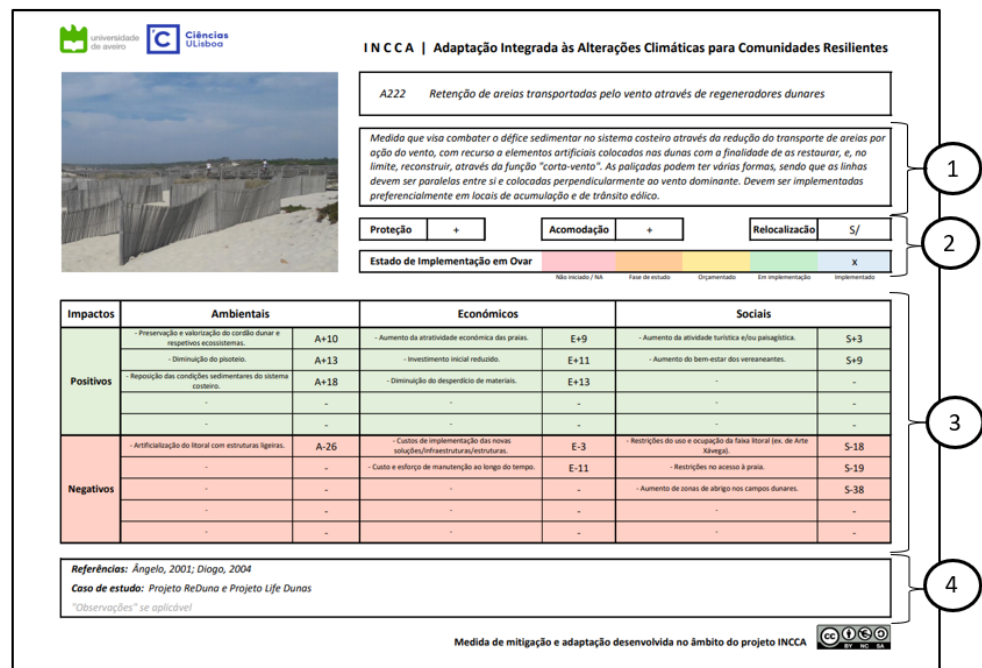 universidade
de aveiro
Ciências
ULisboa
INCCA | Adaptação Integrada às Alterações Climáticas para Comunidades Resilientes
A222 Retenção de areias transportadas pelo vento através de regeneradores dunares
Medida que visa combater o défice sedimentar no sistema costeiro através da redução do transporte de areias por
ação do vento, com recurso a elementos artificiais colocados nas dunas com a finalidade de as restaurar, e, no
limite, reconstruir, através da função "corta-vento". As paliçadas podem ter várias formas, sendo que as linhas
devem ser paralelas entre si e colocadas perpendicularmente ao vento dominante. Devem ser implementadas
preferencialmente em locais de acumulação e de trânsito eólico.
1
Proteção + Acomodação + Relocalização S/
2
Estado de Implementação em Ovar x
Não iniciado / NA Fase de estudo Orçamentado Em implementação Implementado
Impactos Ambientais Económicos Sociais
Positivos
- Preservação e valorização do cordão dunar e
respetivos ecossistemas. A+10 - Aumento da atratividade económica das praias. E+9 - Aumento da atividade turística e/ou paisagística. S+3
- Diminuição do pisoteio. A+13 - Investimento inicial reduzido. E+11 - Aumento do bem-estar dos vereaneantes. S+9
- Reposição das condições sedimentares do sistema
costeiro. A+18 - Diminuição do desperdício de materiais. E+13 - -
- - - - - -
- - - - - -
3
Negativos
- Artificialização do litoral com estruturas ligeiras. A-26 - Custos de implementação das novas
soluções/infraestruturas/estruturas. E-3 - Restrições do uso e ocupação da faixa litoral (ex. de Arte
Xávega). S-18
- - - Custo e esforço de manutenção ao longo do tempo. E-11 - Restrições no acesso à praia. S-19
- - - - - Aumento de zonas de abrigo nos campos dunares. S-38
- - - - - -
- - - - - -
Referências: Ângelo, 2001; Diogo, 2004
Caso de estudo: Projeto ReDuna e Projeto Life Dunas
"Observações" se aplicável
4
Medida de mitigação e adaptação desenvolvida no âmbito do projeto INCCA
cc BY NC SA